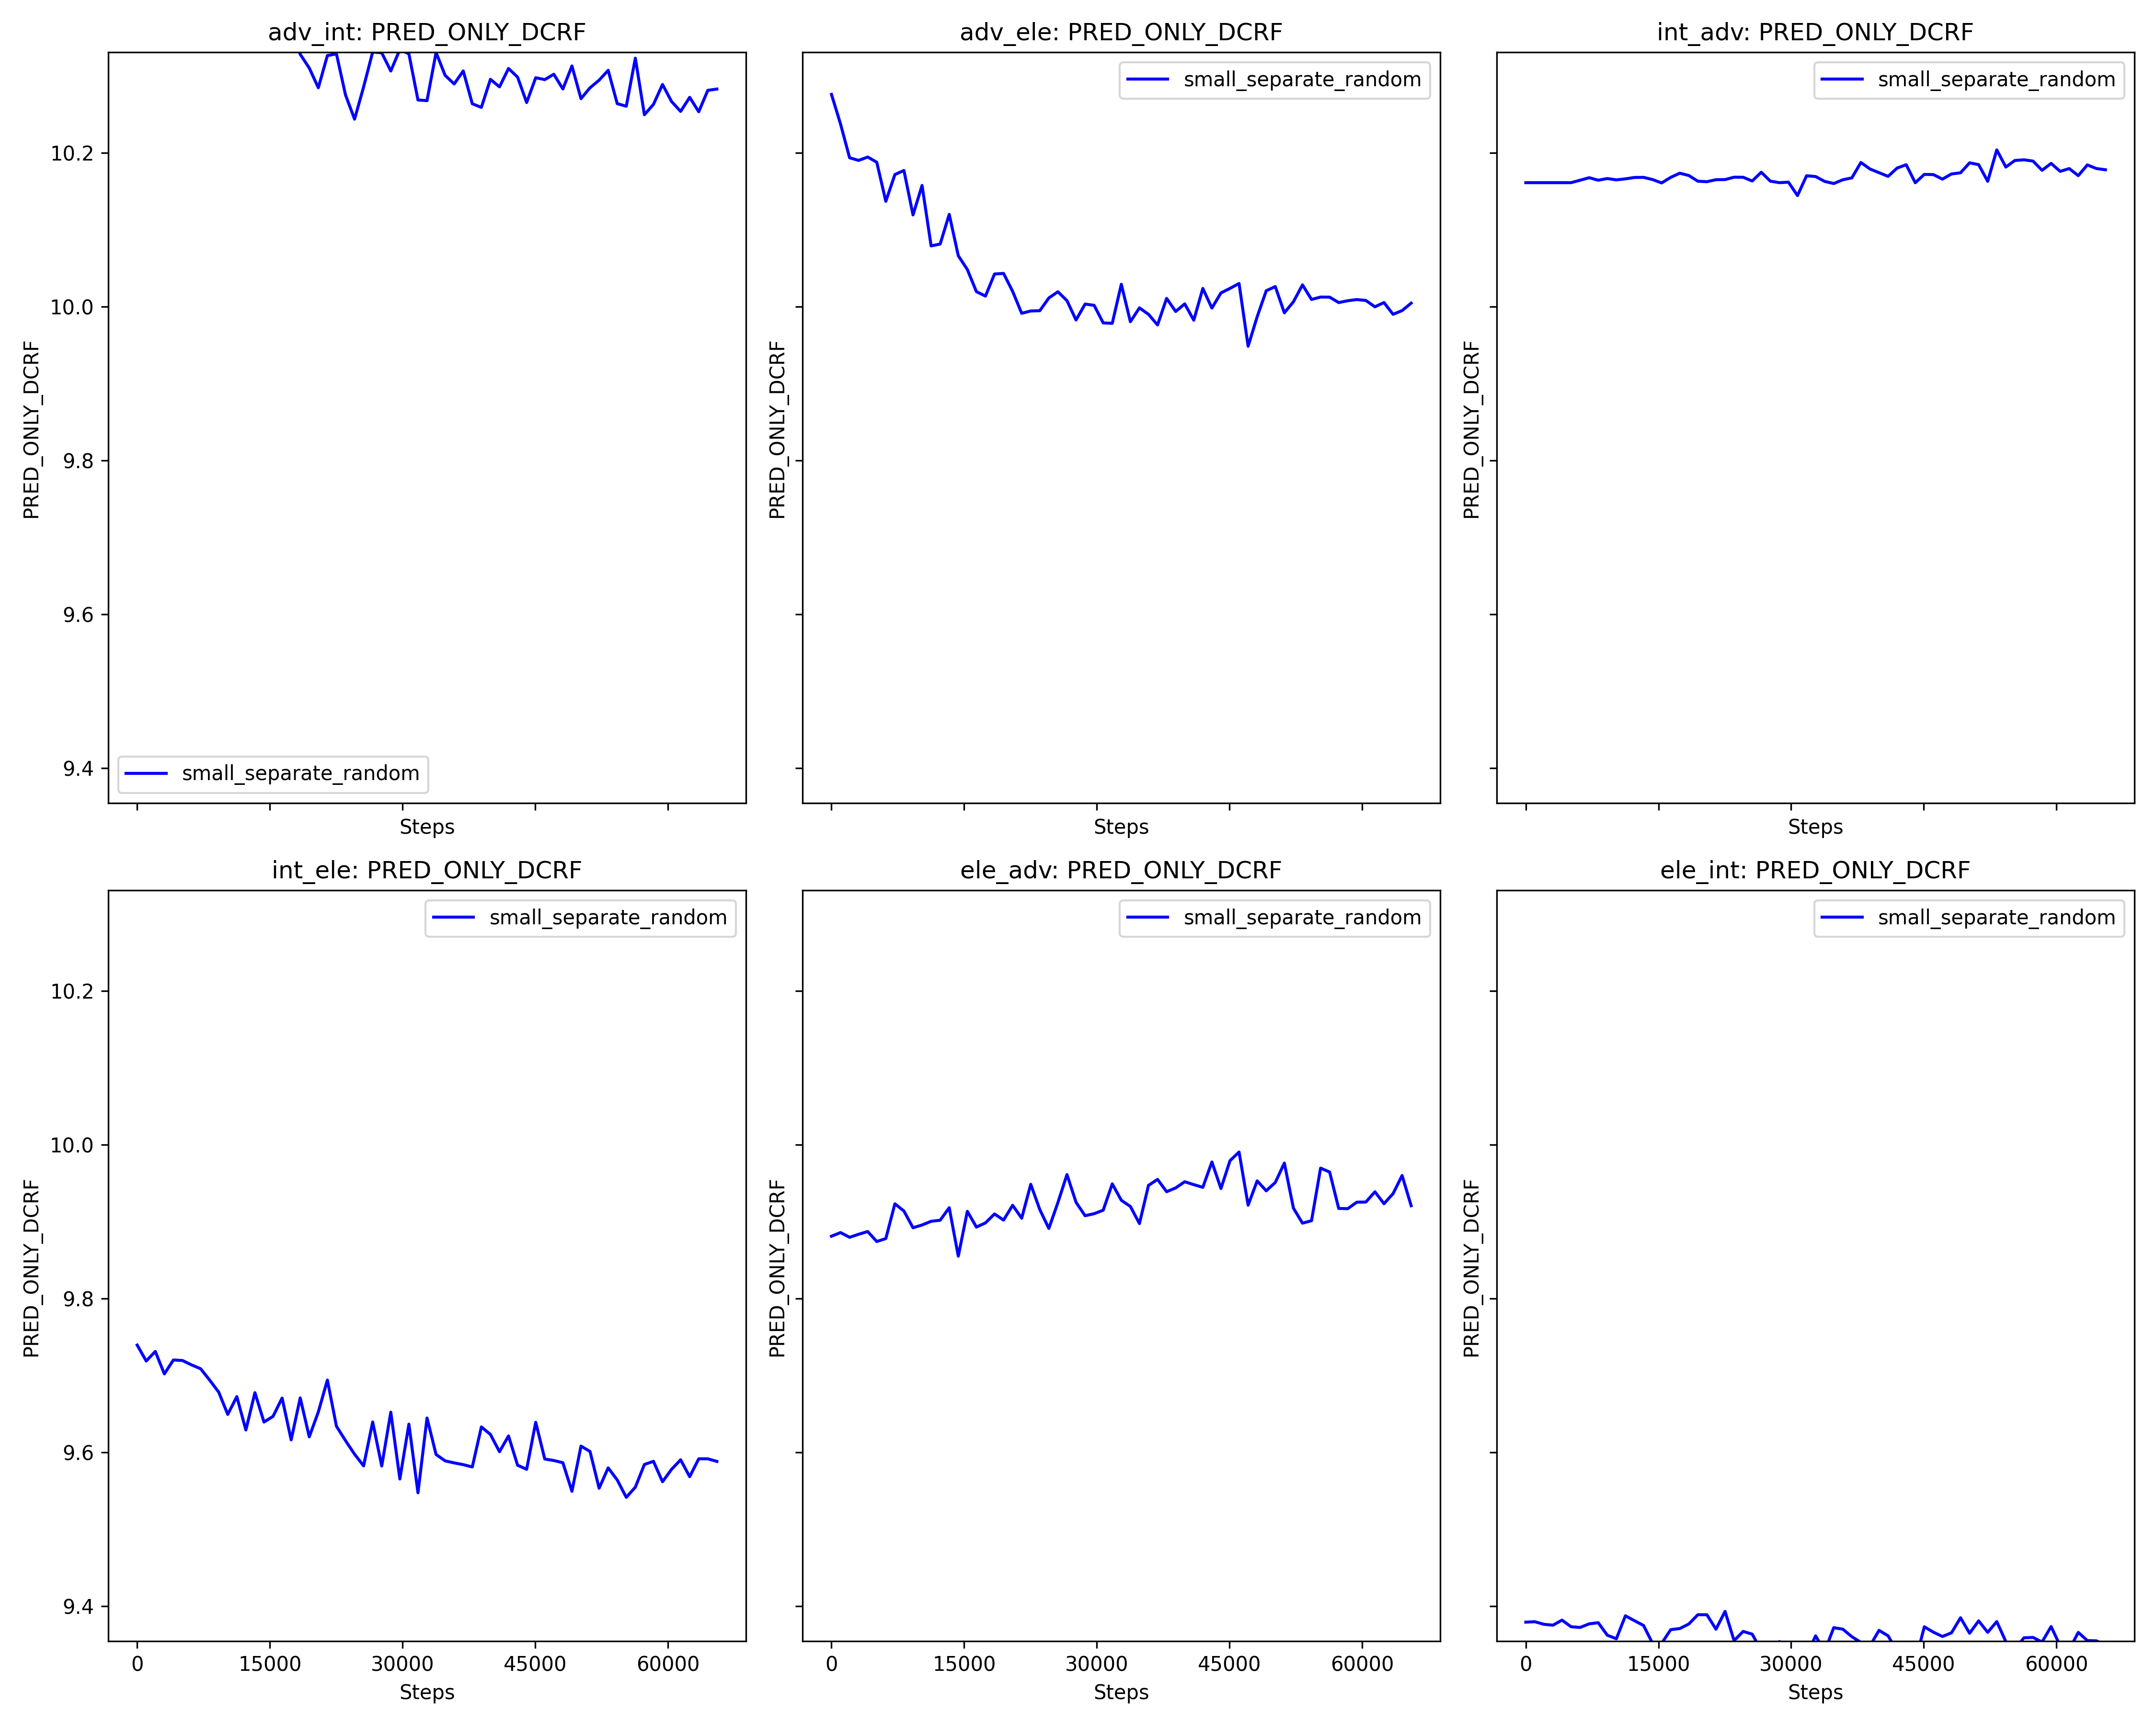 adv_int: PRED_ONLY_DCRF
adv_ele: PRED_ONLY_DCRF
int_adv: PRED_ONLY_DCRF
small_separate_random
small_separate_random
small_separate_random
10.2
10.0
9.8
9.6
9.4
PRED_ONLY_DCRF
PRED_ONLY_DCRF
PRED_ONLY_DCRF
Steps
Steps
Steps
int_ele: PRED_ONLY_DCRF
ele_adv: PRED_ONLY_DCRF
ele_int: PRED_ONLY_DCRF
small_separate_random
small_separate_random
small_separate_random
10.2
10.0
9.8
9.6
9.4
PRED_ONLY_DCRF
PRED_ONLY_DCRF
PRED_ONLY_DCRF
0 15000 30000 45000 60000
0 15000 30000 45000 60000
0 15000 30000 45000 60000
Steps
Steps
Steps